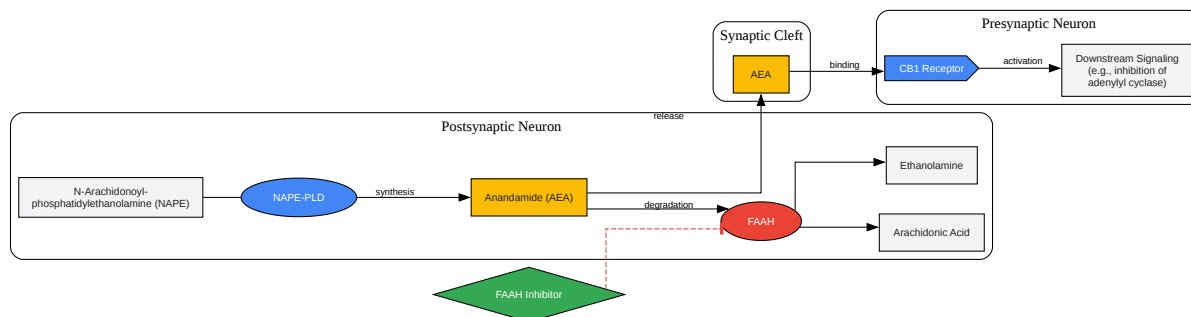 Presynaptic Neuron
Synaptic Cleft
AEA
binding
CB1 Receptor
activation
Downstream Signaling
(e.g., inhibition of
adenylyl cyclase)
release
Postsynaptic Neuron
N-Arachidonoyl-
phosphatidylethanolamine (NAPE)
NAPE-PLD
synthesis
Anandamide (AEA)
degradation
FAAH
Ethanolamine
Arachidonic Acid
FAAH Inhibitor